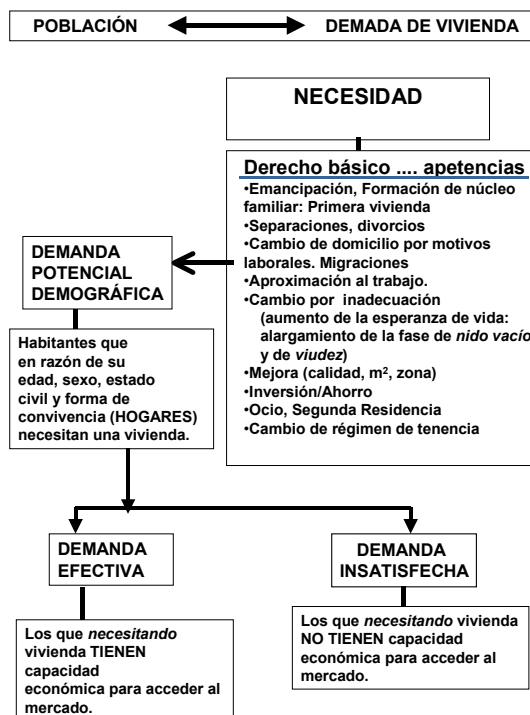 POBLACIÓN
DEMADA DE VIVIENDA
NECESIDAD
Derecho básico .... apetencias
•Emancipación, Formación de núcleo
familiar: Primera vivienda
•Separaciones, divorcios
•Cambio de domicilio por motivos
laborales. Migraciones
•Aproximación al trabajo.
•Cambio por inadecuación
(aumento de la esperanza de vida:
alargamiento de la fase de nido vacío
y de viudez)
•Mejora (calidad, m², zona)
•Inversión/Ahorro
•Ocio, Segunda Residencia
•Cambio de régimen de tenencia
DEMANDA
POTENCIAL
DEMOGRÁFICA
Habitantes que
en razón de su
edad, sexo, estado
civil y forma de
convivencia (HOGARES)
necesitan una vivienda.
DEMANDA
EFECTIVA
Los que necesitando
vivienda TIENEN
capacidad
económica para acceder al
mercado.
DEMANDA
INSATISFECHA
Los que necesitando vivienda
NO TIENEN capacidad
económica para acceder al
mercado.